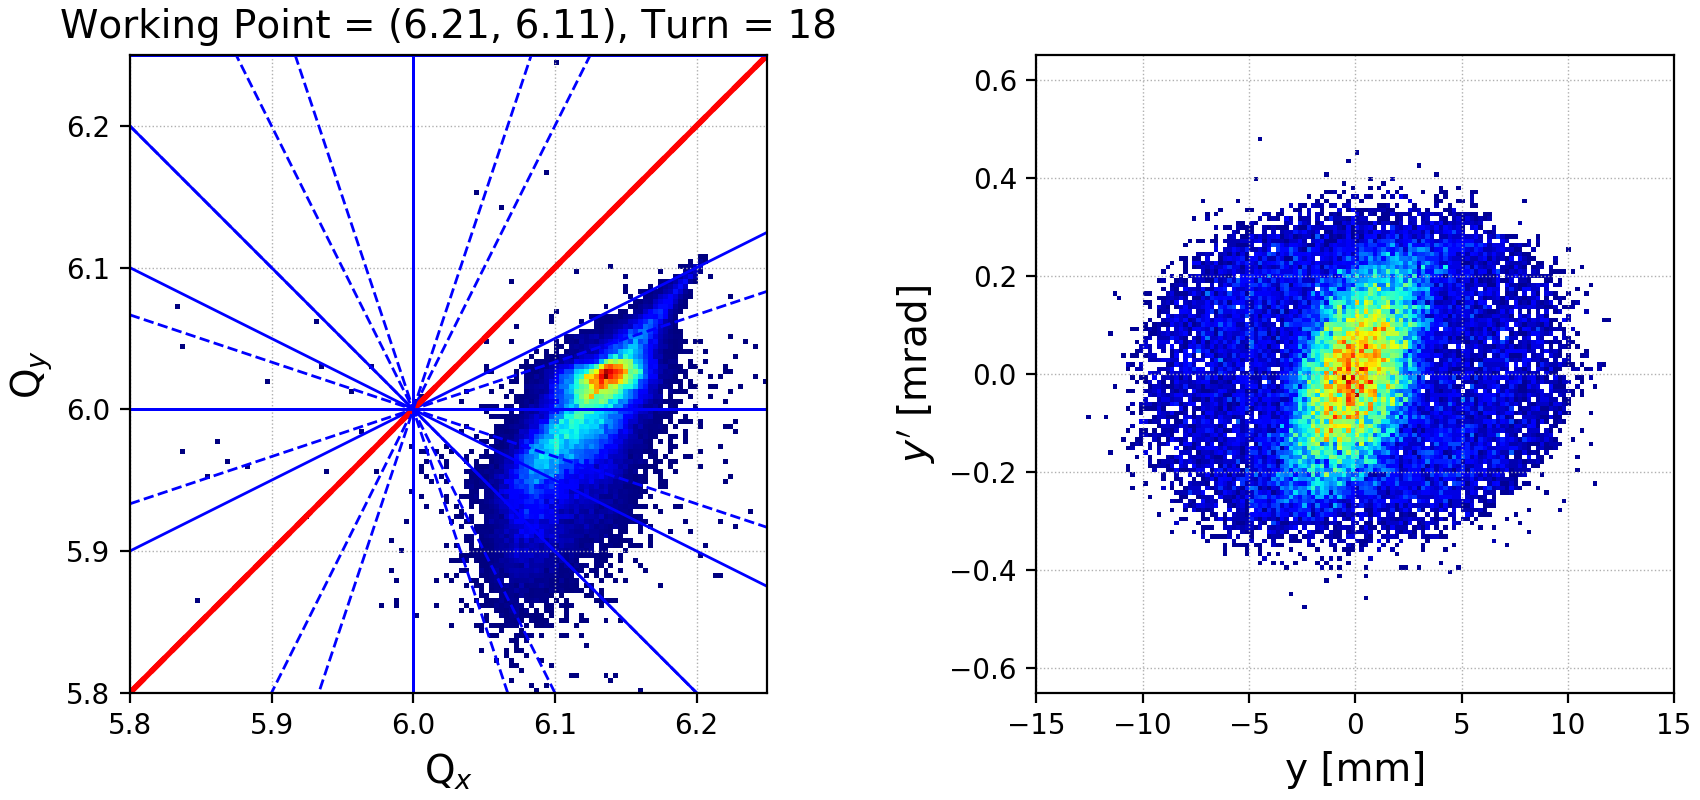 Working Point = (6.21, 6.11), Turn = 18
6.2
6.1
6.0
5.9
5.8
Qy
5.8 5.9 6.0 6.1 6.2
Qx
0.6
0.4
0.2
0.0
−0.2
−0.4
−0.6
y′ [mrad]
−15 −10 −5 0 5 10 15
y [mm]